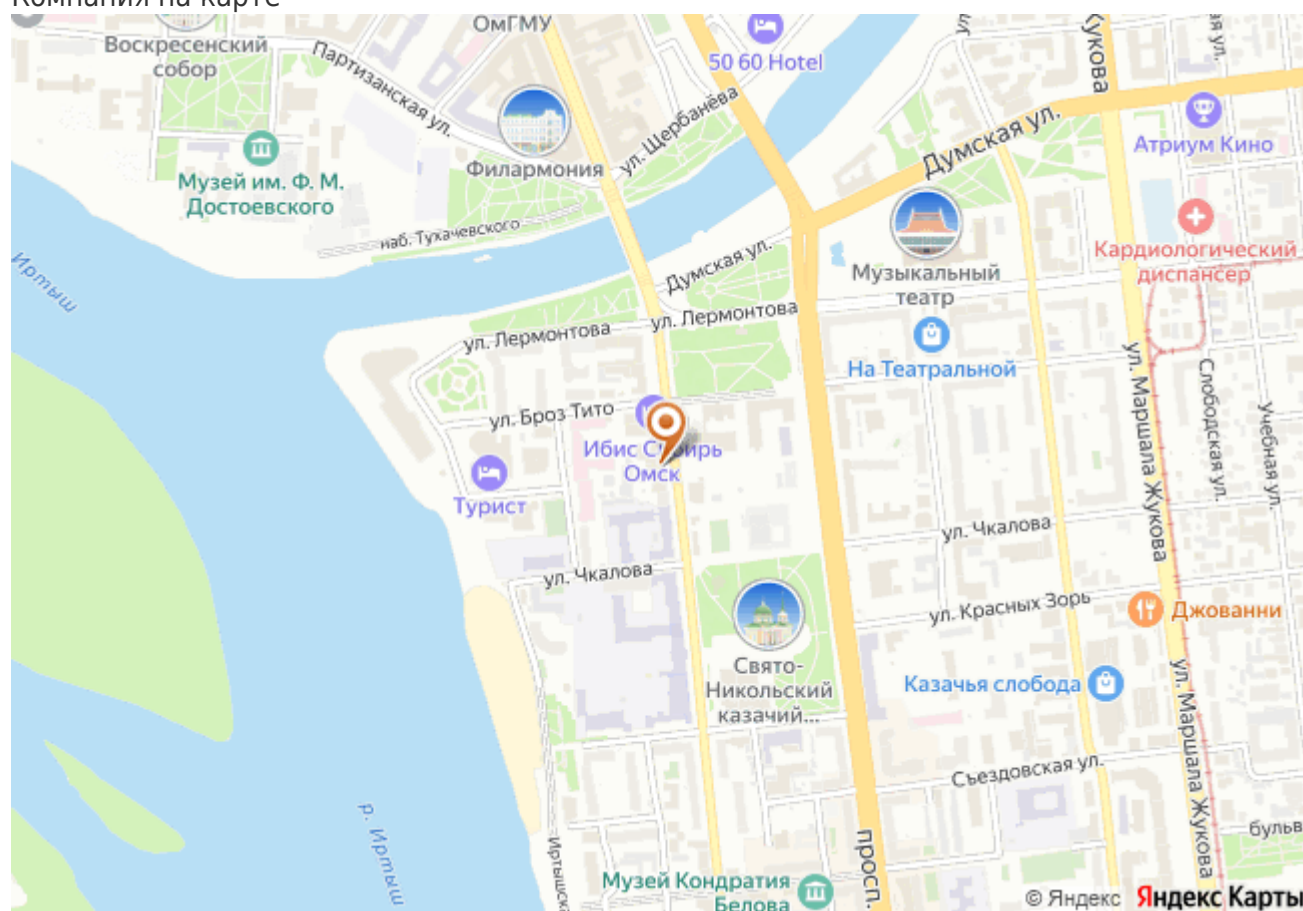 Компания на карте
ОмГМУ
Воскресенский
собор
Партизанская ул.
50 60 Hotel
ул. Щербанёва
Филармония
Думская ул.
Атриум Кино
Музей им. Ф. М.
Достоевского
наб. Тухачевского
Иртыш
Думская ул.
Музыкальный
театр
Кардиологический
диспансер
ул. Лермонтова
ул. Лермонтова
На Театральной
ул. Маршала Жукова
Слободская ул.
Учебная ул.
ул. Броз Тито
Ибис Сибирь
Омск
Турист
ул. Чкалова
ул. Чкалова
ул. Красных Зорь
Джованни
Свято-
Никольский
казачий...
Казачья слобода
ул. Маршала Жукова
Съездовская ул.
р. Иртыш
просп.
бульв
Музей Кондратия
Белова
© Яндекс Яндекс Карты